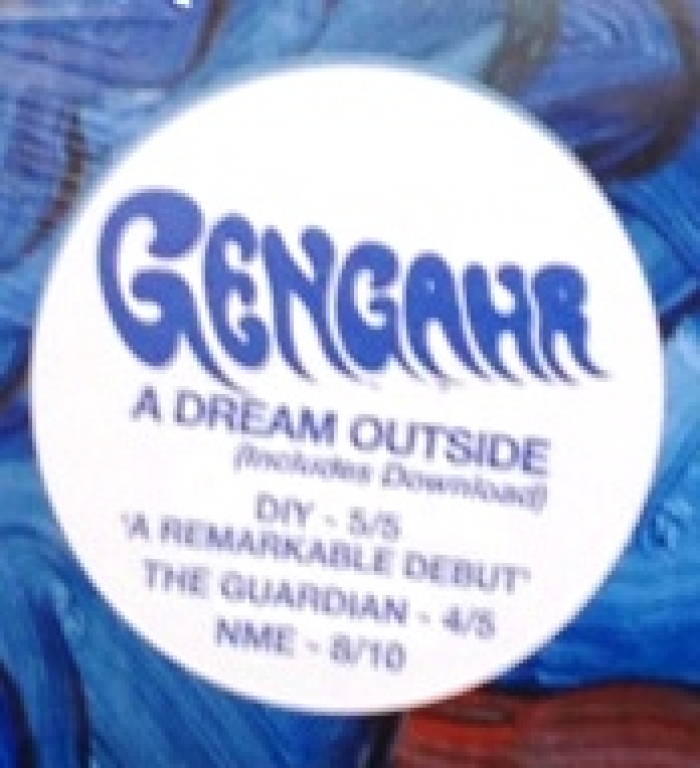 GENGAHR
A DREAM OUTSIDE
(Includes Download)
DIY - 5/5
'A REMARKABLE DEBUT'
THE GUARDIAN - 4/5
NME - 8/10